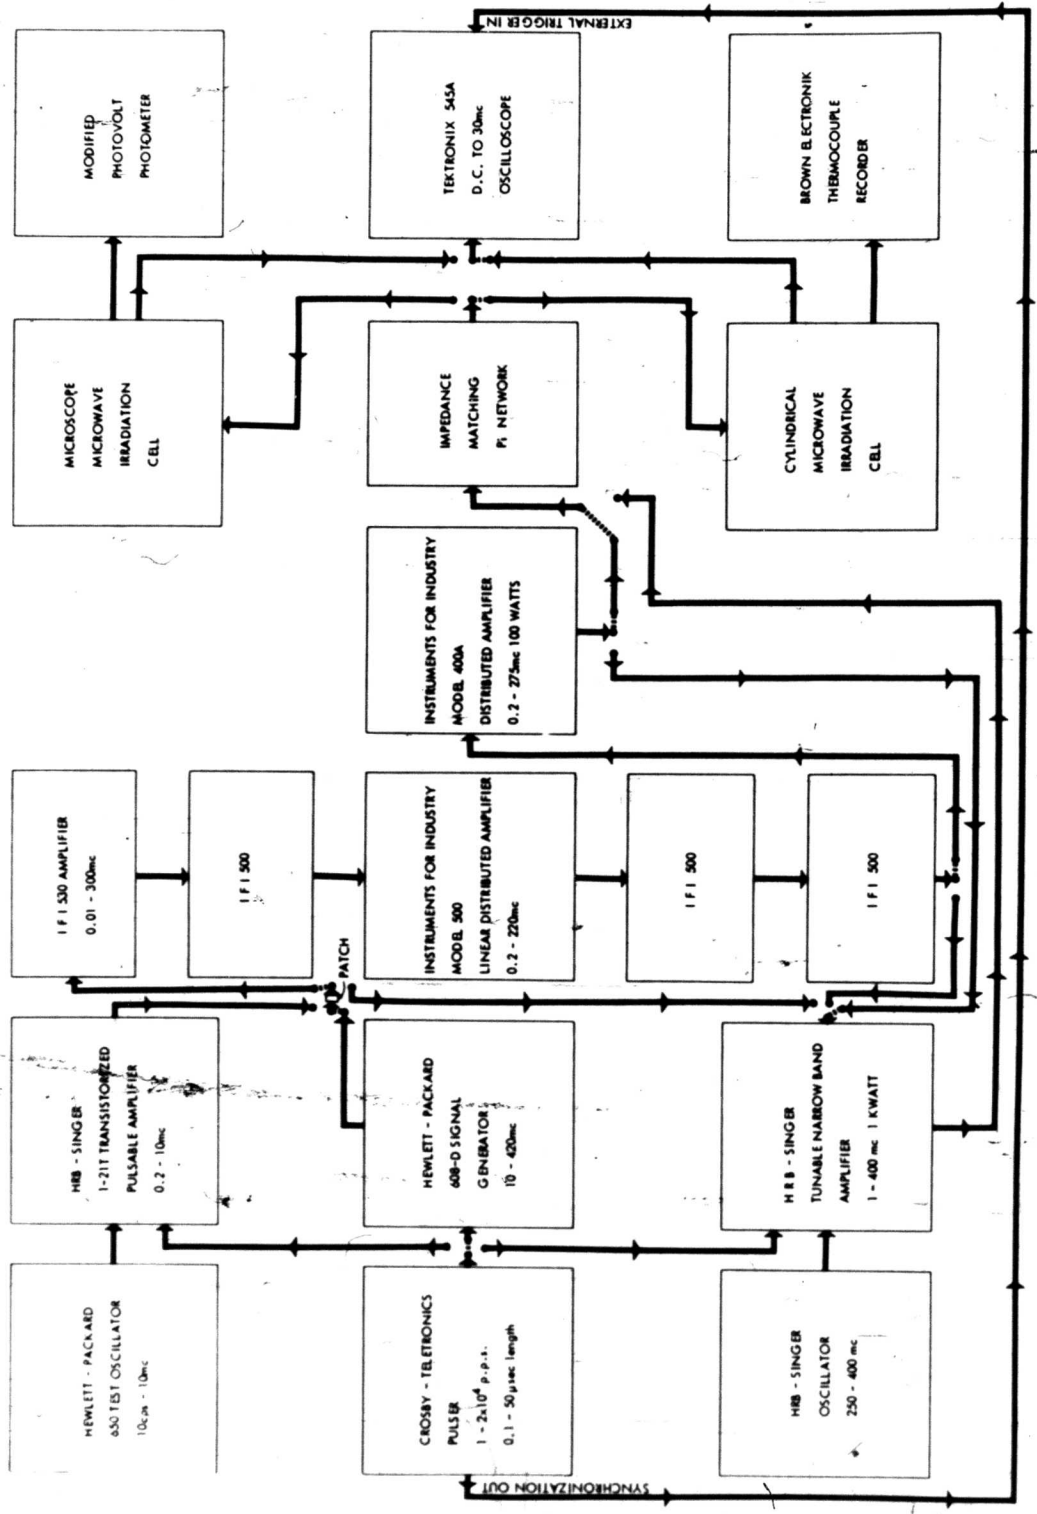 HEWLETT - PACKARD
650 TEST OSCILLATOR
10cps - 10mc
HRB - SINGER
1-21T TRANSISTORIZED
PULSABLE AMPLIFIER
0.2 - 10mc
I F I 530 AMPLIFIER
0.01 - 300mc
I F I 500
MICROSCOPE
MICROWAVE
IRRADIATION
CELL
MODIFIED
PHOTOVOLT
PHOTOMETER
PATCH
CROSBY - TELETRONICS
PULSER
1 - 2x10⁴ p.p.s.
0.1 - 50μsec length
HEWLETT - PACKARD
608-D SIGNAL
GENERATOR
10 - 420mc
INSTRUMENTS FOR INDUSTRY
MODEL 500
LINEAR DISTRIBUTED AMPLIFIER
0.2 - 220mc
INSTRUMENTS FOR INDUSTRY
MODEL 400A
DISTRIBUTED AMPLIFIER
0.2 - 275mc 100 WATTS
IMPEDANCE
MATCHING
Pi NETWORK
TEKTRONIX 545A
D.C. TO 30mc
OSCILLOSCOPE
SYNCHRONIZATION OUT
EXTERNAL TRIGGER IN
HRB - SINGER
OSCILLATOR
250 - 400 mc
H R B - SINGER
TUNABLE NARROW BAND
AMPLIFIER
1 - 400 mc 1 KWATT
I F I 500
I F I 500
CYLINDRICAL
MICROWAVE
IRRADIATION
CELL
BROWN ELECTRONIK
THERMOCOUPLE
RECORDER